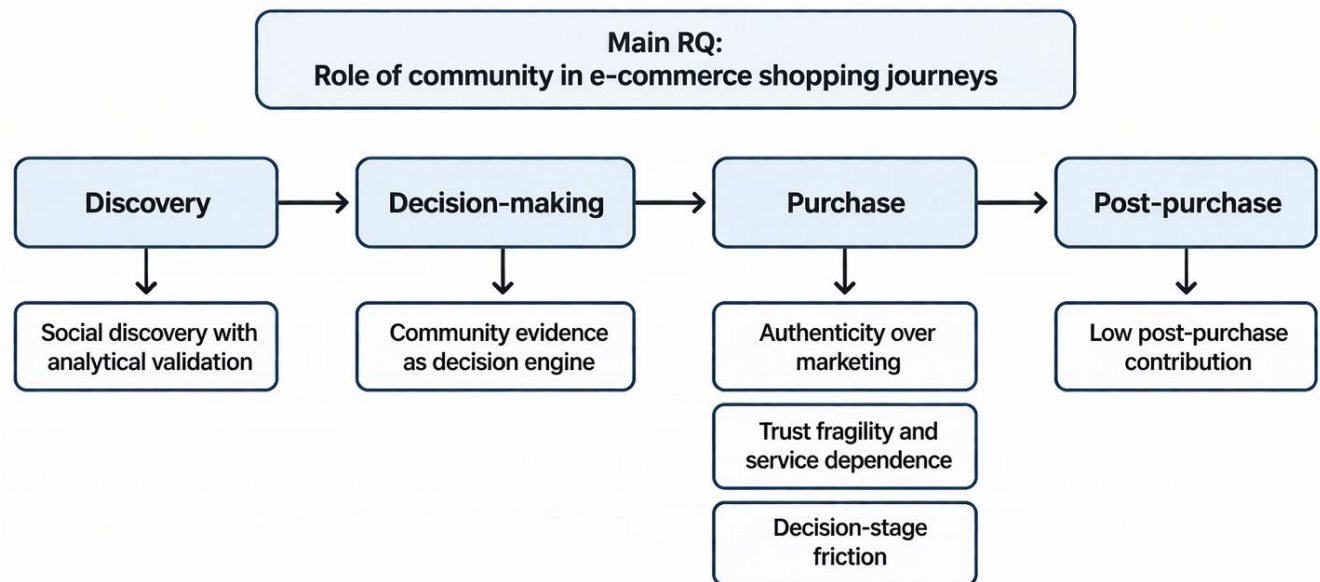 Main RQ:
Role of community in e-commerce shopping journeys
Discovery
Decision-making
Purchase
Post-purchase
Social discovery with
analytical validation
Community evidence
as decision engine
Authenticity over
marketing
Low post-purchase
contribution
Trust fragility and
service dependence
Decision-stage
friction